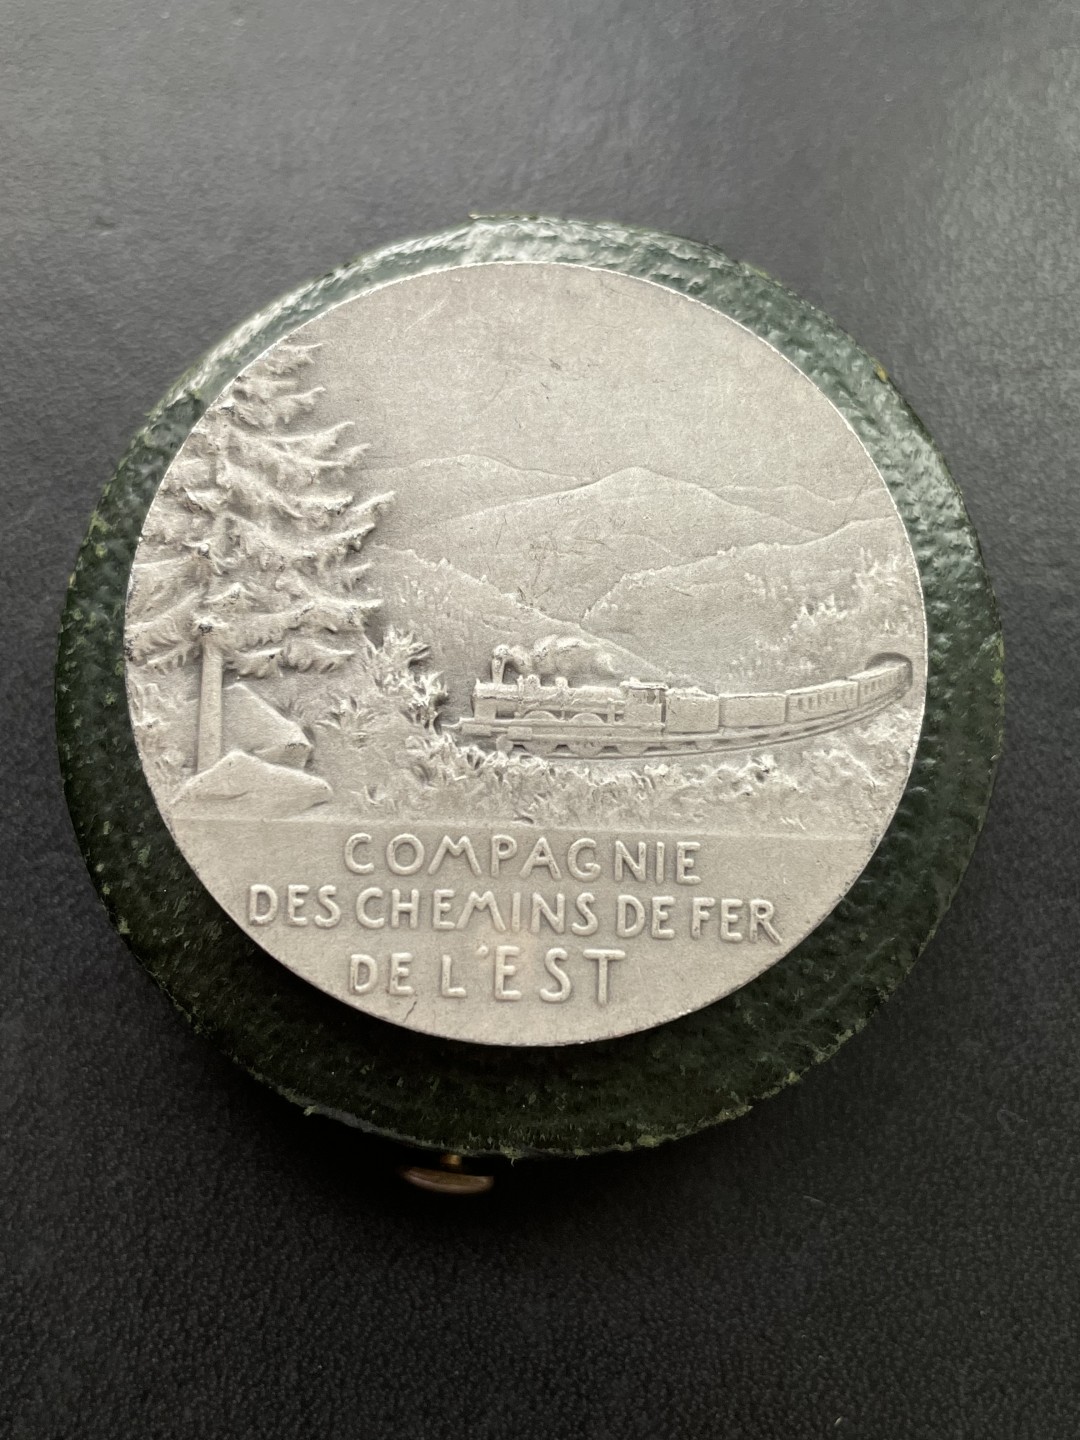 COMPAGNIE
DES CHEMINS DE FER
DE L'EST